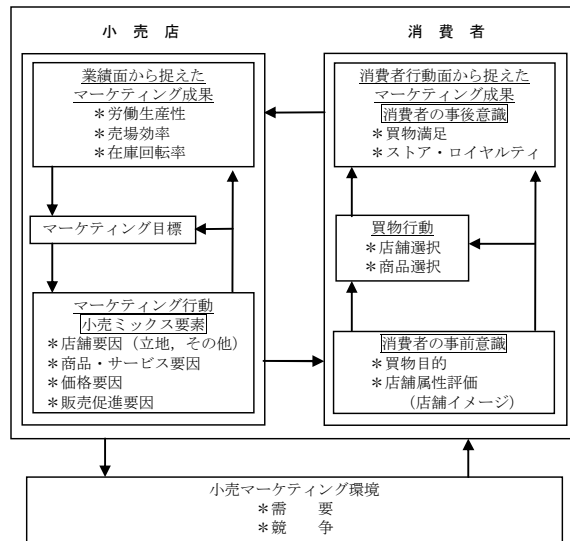 小 売 店
業績面から捉えた
マーケティング成果
＊労働生産性
＊売場効率
＊在庫回転率
マーケティング目標
マーケティング行動
小売ミックス要素
＊店舗要因（立地，その他）
＊商品・サービス要因
＊価格要因
＊販売促進要因
消 費 者
消費者行動面から捉えた
マーケティング成果
消費者の事後意識
＊買物満足
＊ストア・ロイヤルティ
買物行動
＊店舗選択
＊商品選択
消費者の事前意識
＊買物目的
＊店舗属性評価
（店舗イメージ）
小売マーケティング環境
＊需　　要
＊競　　争